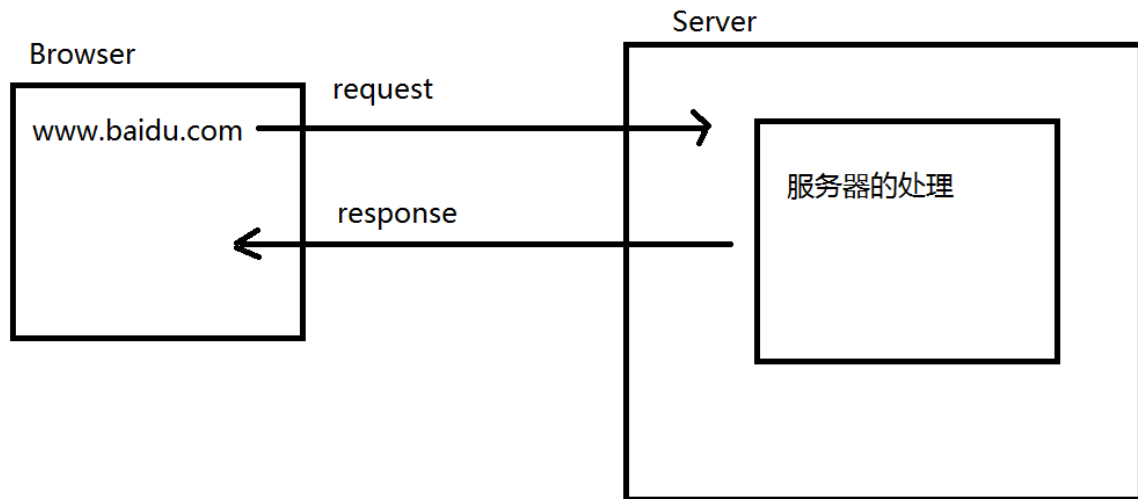 Server
Browser
request
www.baidu.com
服务器的处理
response